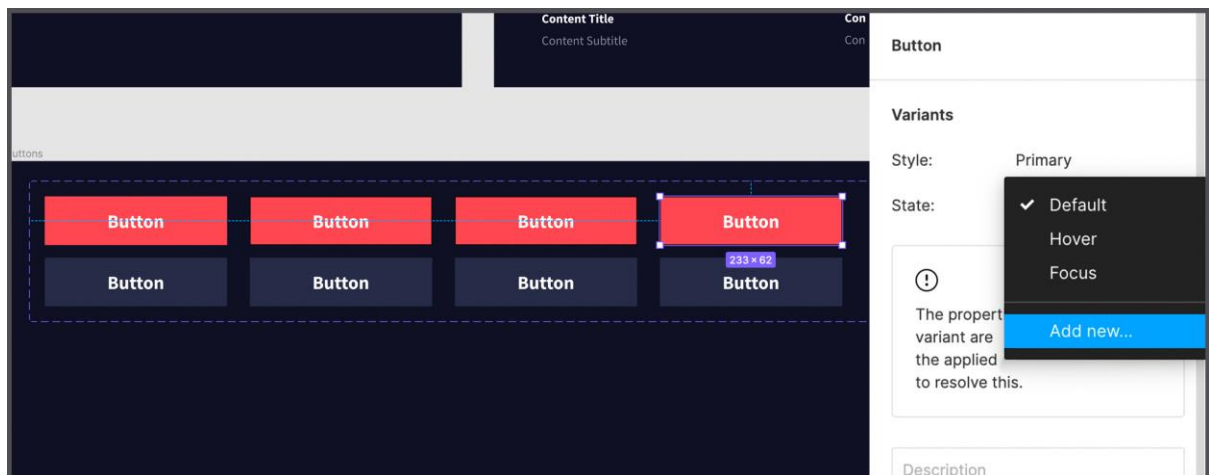 Content Title
Con
Content Subtitle
Con
uttons
Button
Button
Button
Button
233 × 62
Button
Button
Button
Button
Button
Variants
Style:
Primary
State:
Default
Hover
Focus
Add new...
The propert
variant are
the applied
to resolve this.
Description